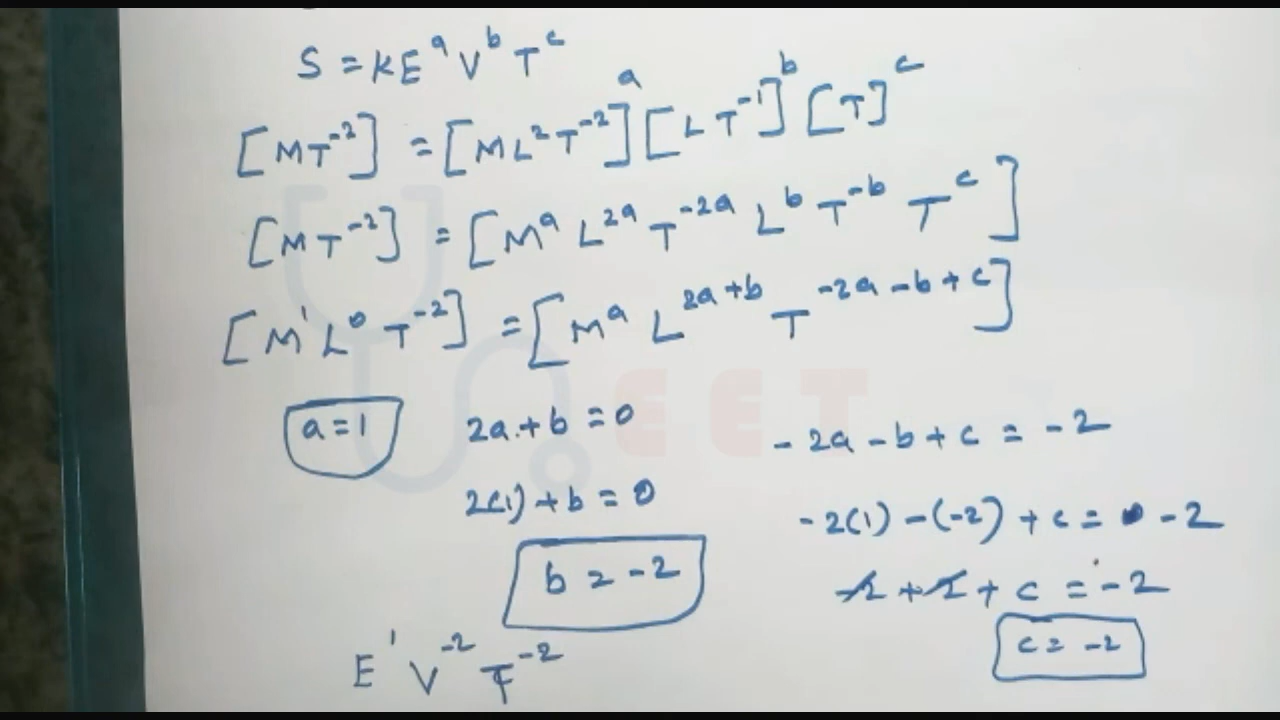 S = KE^a V^b T^c
[MT^-2] = [ML^2T^-2]^a [LT^-1]^b [T]^c
[MT^-2] = [M^a L^2a T^-2a L^b T^-b T^c]
[M^1 L^0 T^-2] = [M^a L^2a+b T^-2a-b+c]
EET
a = 1
2a + b = 0
- 2a - b + c = -2
2(1) + b = 0
- 2(1) - (-2) + c = -2
b = -2
-2 + 2 + c = -2
c = -2
E^1 V^-2 T^-2